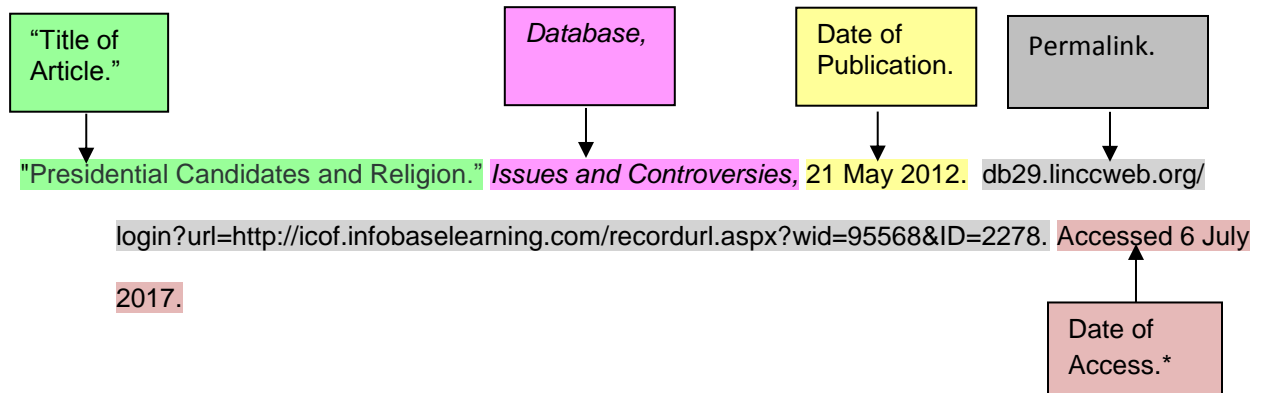 “Title of
Article.”
Database,
Date of
Publication.
Permalink.
"Presidential Candidates and Religion.” Issues and Controversies, 21 May 2012. db29.linccweb.org/
login?url=http://icof.infobaselearning.com/recordurl.aspx?wid=95568&ID=2278. Accessed 6 July
2017.
Date of
Access.*